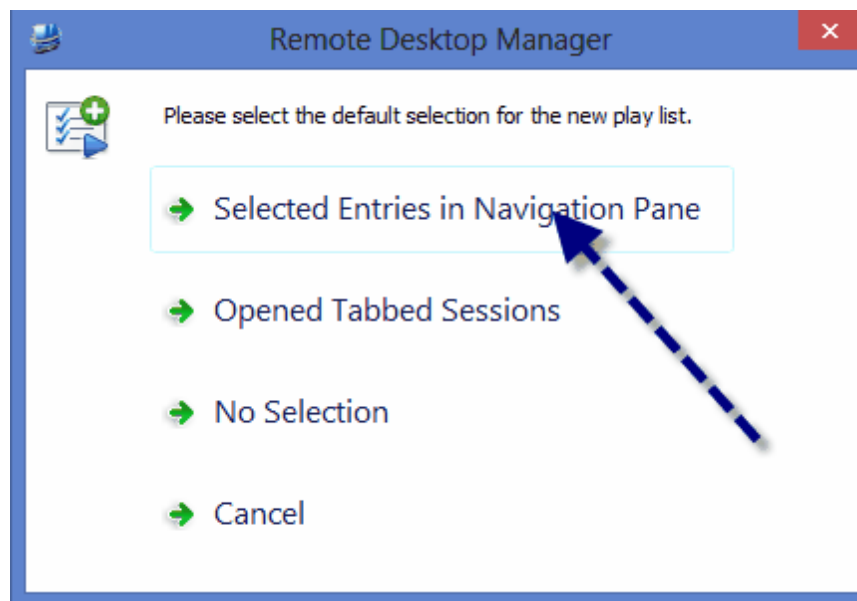 Remote Desktop Manager
Please select the default selection for the new play list.
Selected Entries in Navigation Pane
Opened Tabbed Sessions
No Selection
Cancel